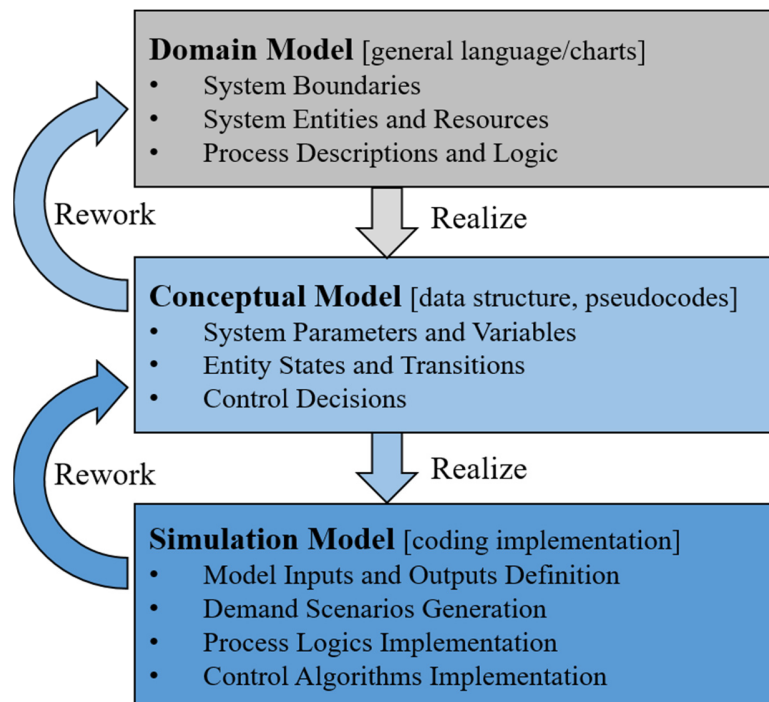 Domain Model [general language/charts]
• System Boundaries
• System Entities and Resources
• Process Descriptions and Logic
Rework
Realize
Conceptual Model [data structure, pseudocodes]
• System Parameters and Variables
• Entity States and Transitions
• Control Decisions
Rework
Realize
Simulation Model [coding implementation]
• Model Inputs and Outputs Definition
• Demand Scenarios Generation
• Process Logics Implementation
• Control Algorithms Implementation